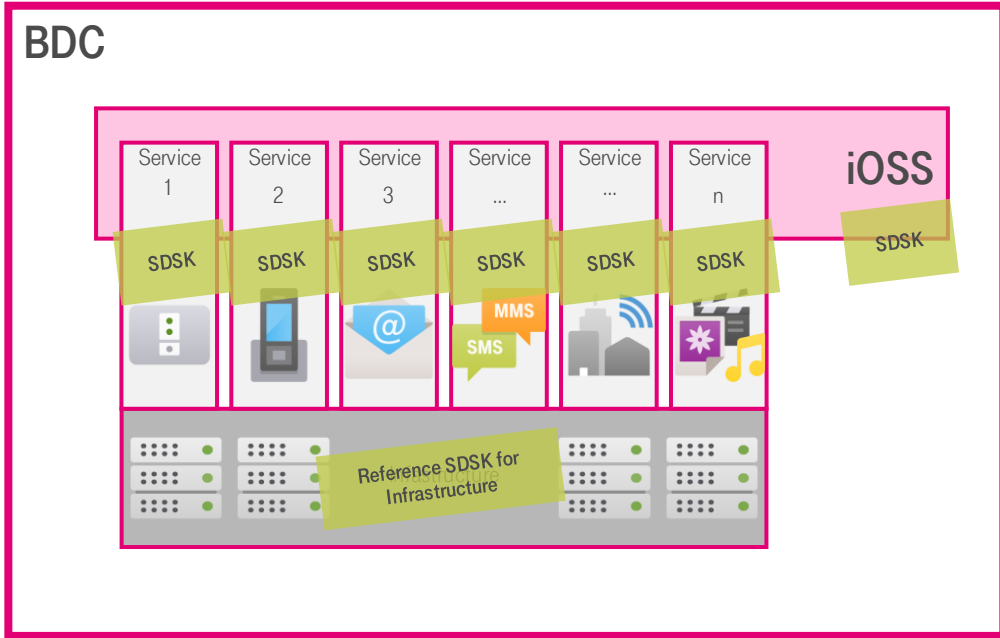 BDC
iOSS
Service
1
Service
2
Service
3
Service
...
Service
...
Service
n
SDSK
SDSK
SDSK
SDSK
SDSK
SDSK
SDSK
@
MMS
SMS
Infrastructure
Reference SDSK for
Infrastructure